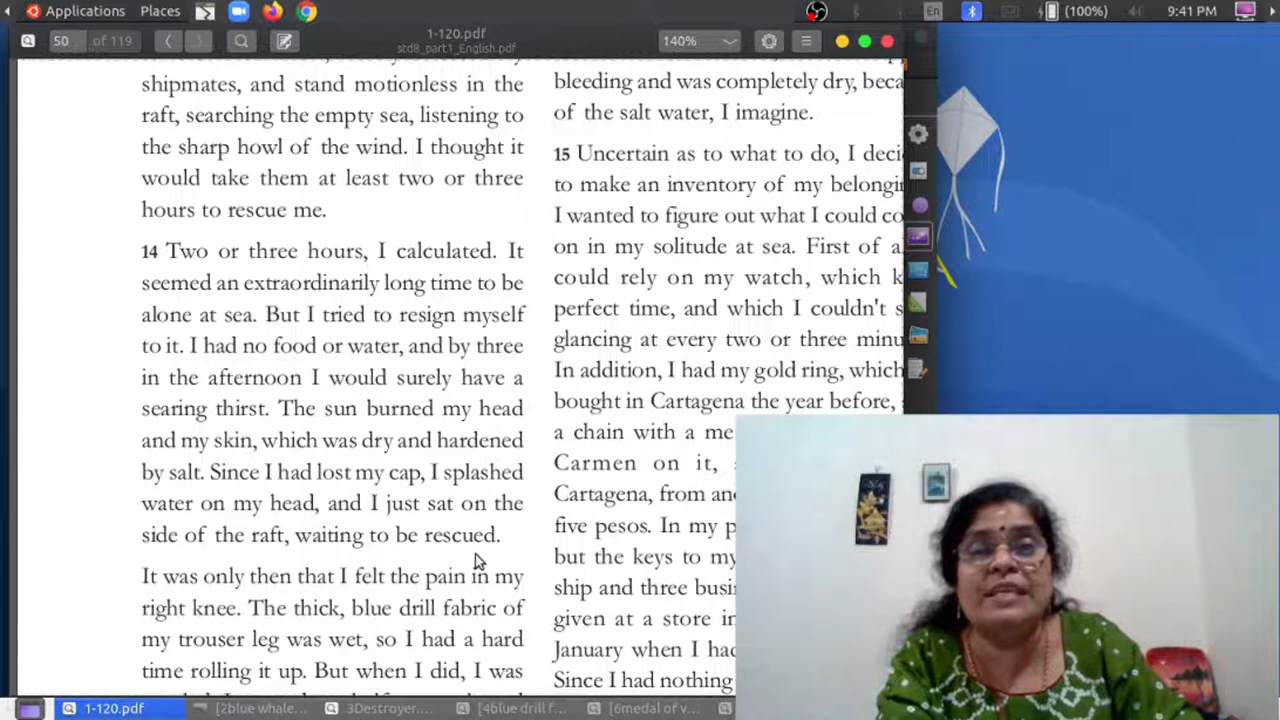 Applications Places
En
(100%)
9:41 PM
50 of 119
1-120.pdf
std8_part1_English.pdf
140%
shipmates, and stand motionless in the
raft, searching the empty sea, listening to
the sharp howl of the wind. I thought it
would take them at least two or three
hours to rescue me.
14 Two or three hours, I calculated. It
seemed an extraordinarily long time to be
alone at sea. But I tried to resign myself
to it. I had no food or water, and by three
in the afternoon I would surely have a
searing thirst. The sun burned my head
and my skin, which was dry and hardened
by salt. Since I had lost my cap, I splashed
water on my head, and I just sat on the
side of the raft, waiting to be rescued.
It was only then that I felt the pain in my
right knee. The thick, blue drill fabric of
my trouser leg was wet, so I had a hard
time rolling it up. But when I did, I was
bleeding and was completely dry, beca
of the salt water, I imagine.
15 Uncertain as to what to do, I deci
to make an inventory of my belongin
I wanted to figure out what I could co
on in my solitude at sea. First of a
could rely on my watch, which k
perfect time, and which I couldn't s
glancing at every two or three minu
In addition, I had my gold ring, which
bought in Cartagena the year before,
a chain with a me
Carmen on it,
Cartagena, from
five pesos. In my p
but the keys to my
ship and three busi
given at a store in
January when I had
Since I had nothing
1-120.pdf
[2blue whale...
3Destroyer....
[4blue drill f...
[6medal of v...